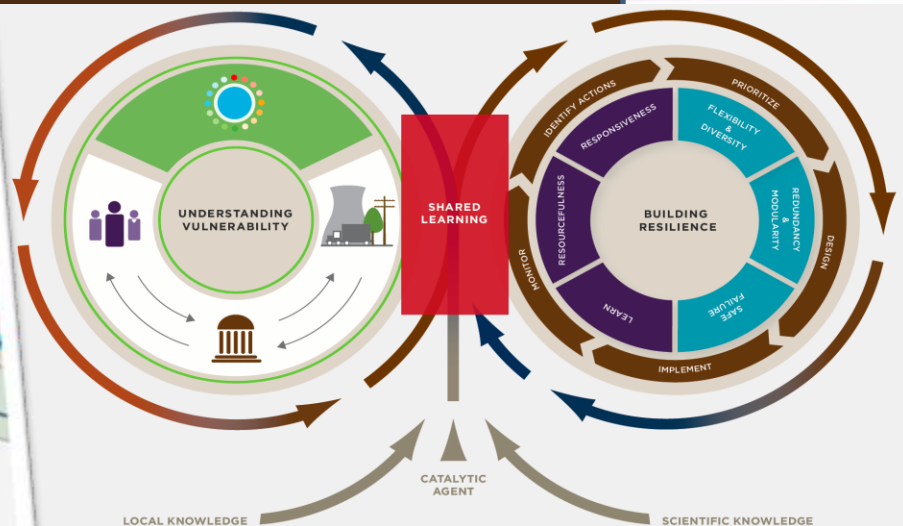 UNDERSTANDING
VULNERABILITY
SHARED
LEARNING
BUILDING
RESILIENCE
IDENTIFY ACTIONS
PRIORITIZE
DESIGN
IMPLEMENT
MONITOR
RESPONSIVENESS
FLEXIBILITY
&
DIVERSITY
REDUNDANCY
&
MODULARITY
SAFE
FAILURE
LEARN
RESOURCEFULNESS
CATALYTIC
AGENT
LOCAL KNOWLEDGE
SCIENTIFIC KNOWLEDGE